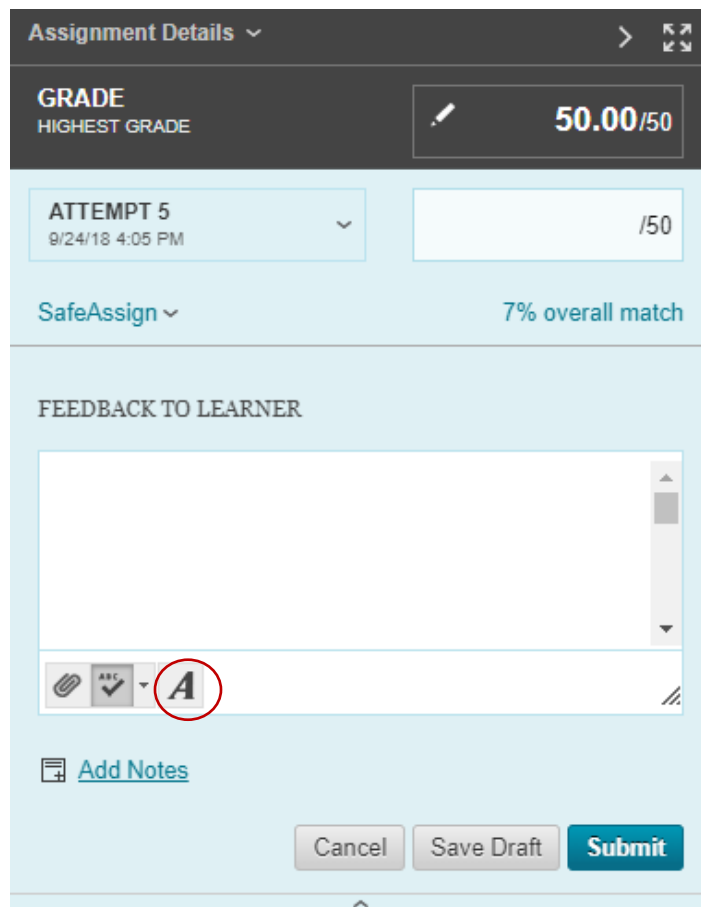 Assignment Details
GRADE
HIGHEST GRADE
50.00/50
ATTEMPT 5
9/24/18 4:05 PM
/50
SafeAssign
7% overall match
FEEDBACK TO LEARNER
ABC
A
Add Notes
Cancel
Save Draft
Submit